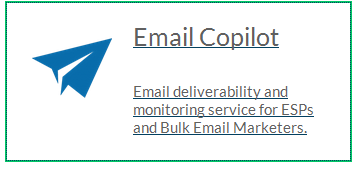 Email Copilot
Email deliverability and
monitoring service for ESPs
and Bulk Email Marketers.